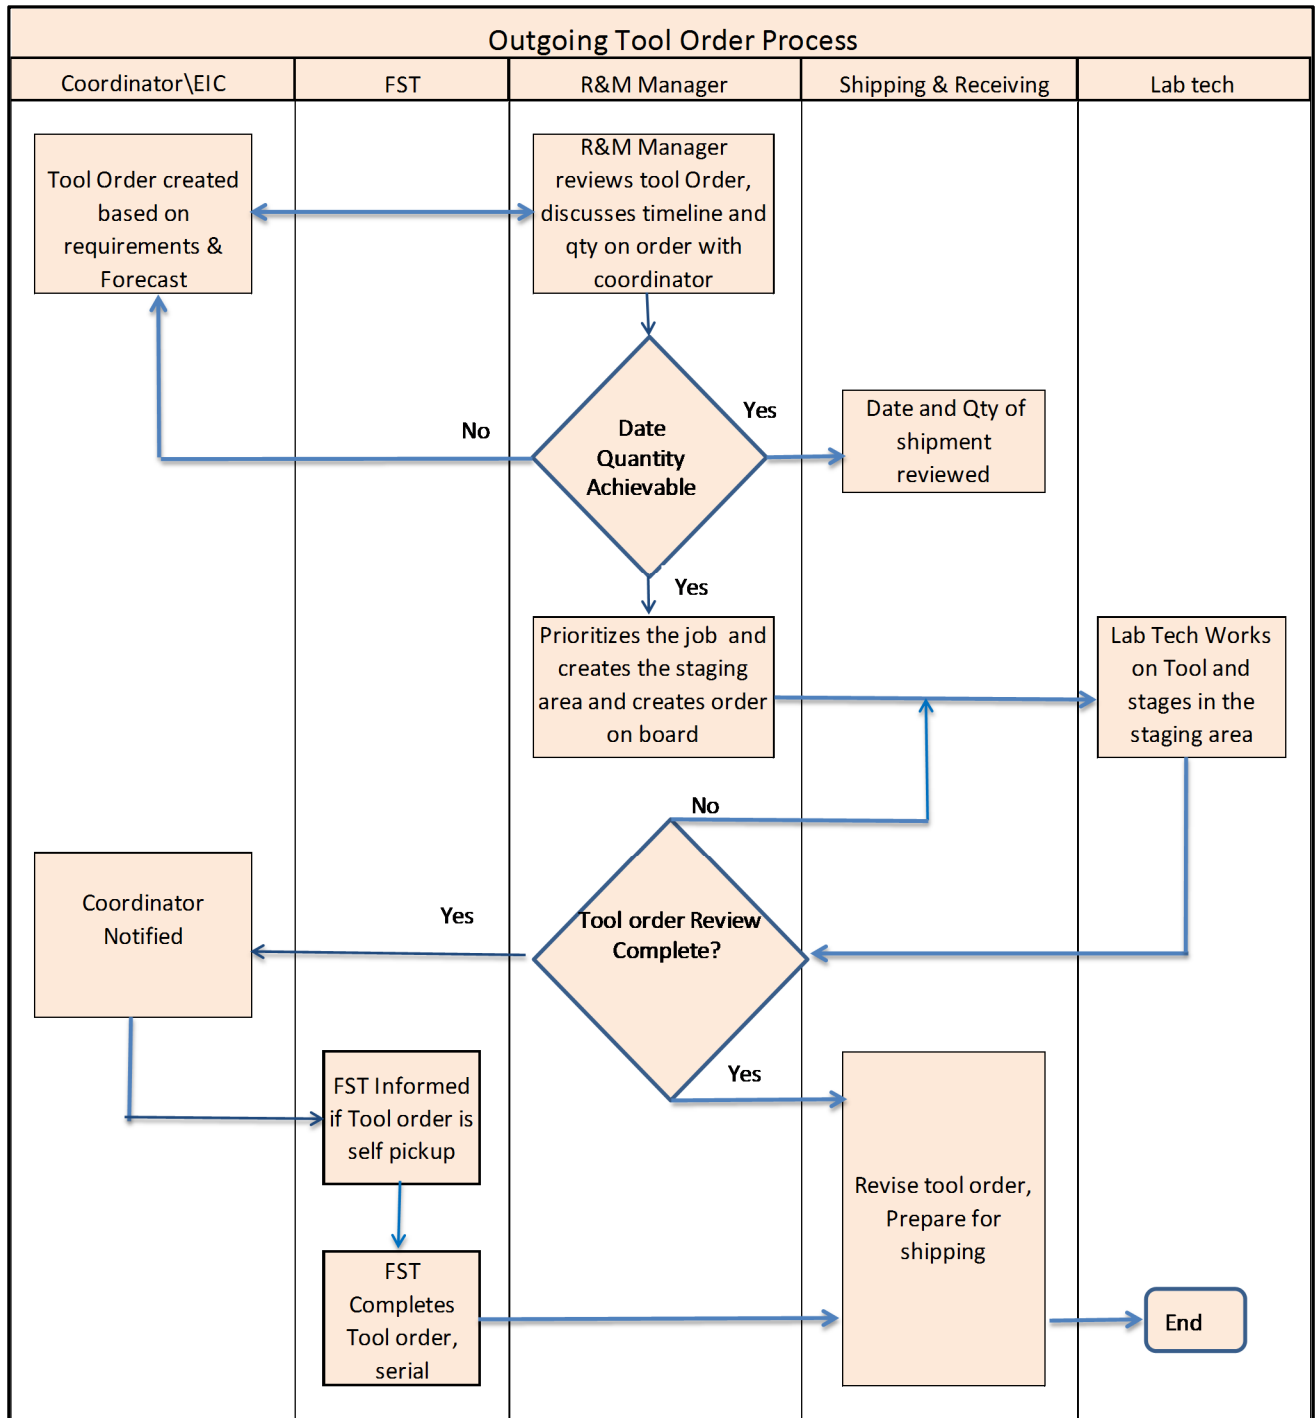 Outgoing Tool Order Process
Coordinator\EIC
FST
R&M Manager
Shipping & Receiving
Lab tech
Tool Order created
based on
requirements &
Forecast
R&M Manager
reviews tool Order,
discusses timeline and
qty on order with
coordinator
No
Date
Quantity
Achievable
Yes
Date and Qty of
shipment
reviewed
Yes
Prioritizes the job and
creates the staging
area and creates order
on board
Lab Tech Works
on Tool and
stages in the
staging area
No
Tool order Review
Complete?
Yes
Coordinator
Notified
Yes
FST Informed
if Tool order is
self pickup
FST
Completes
Tool order,
serial
Revise tool order,
Prepare for
shipping
End